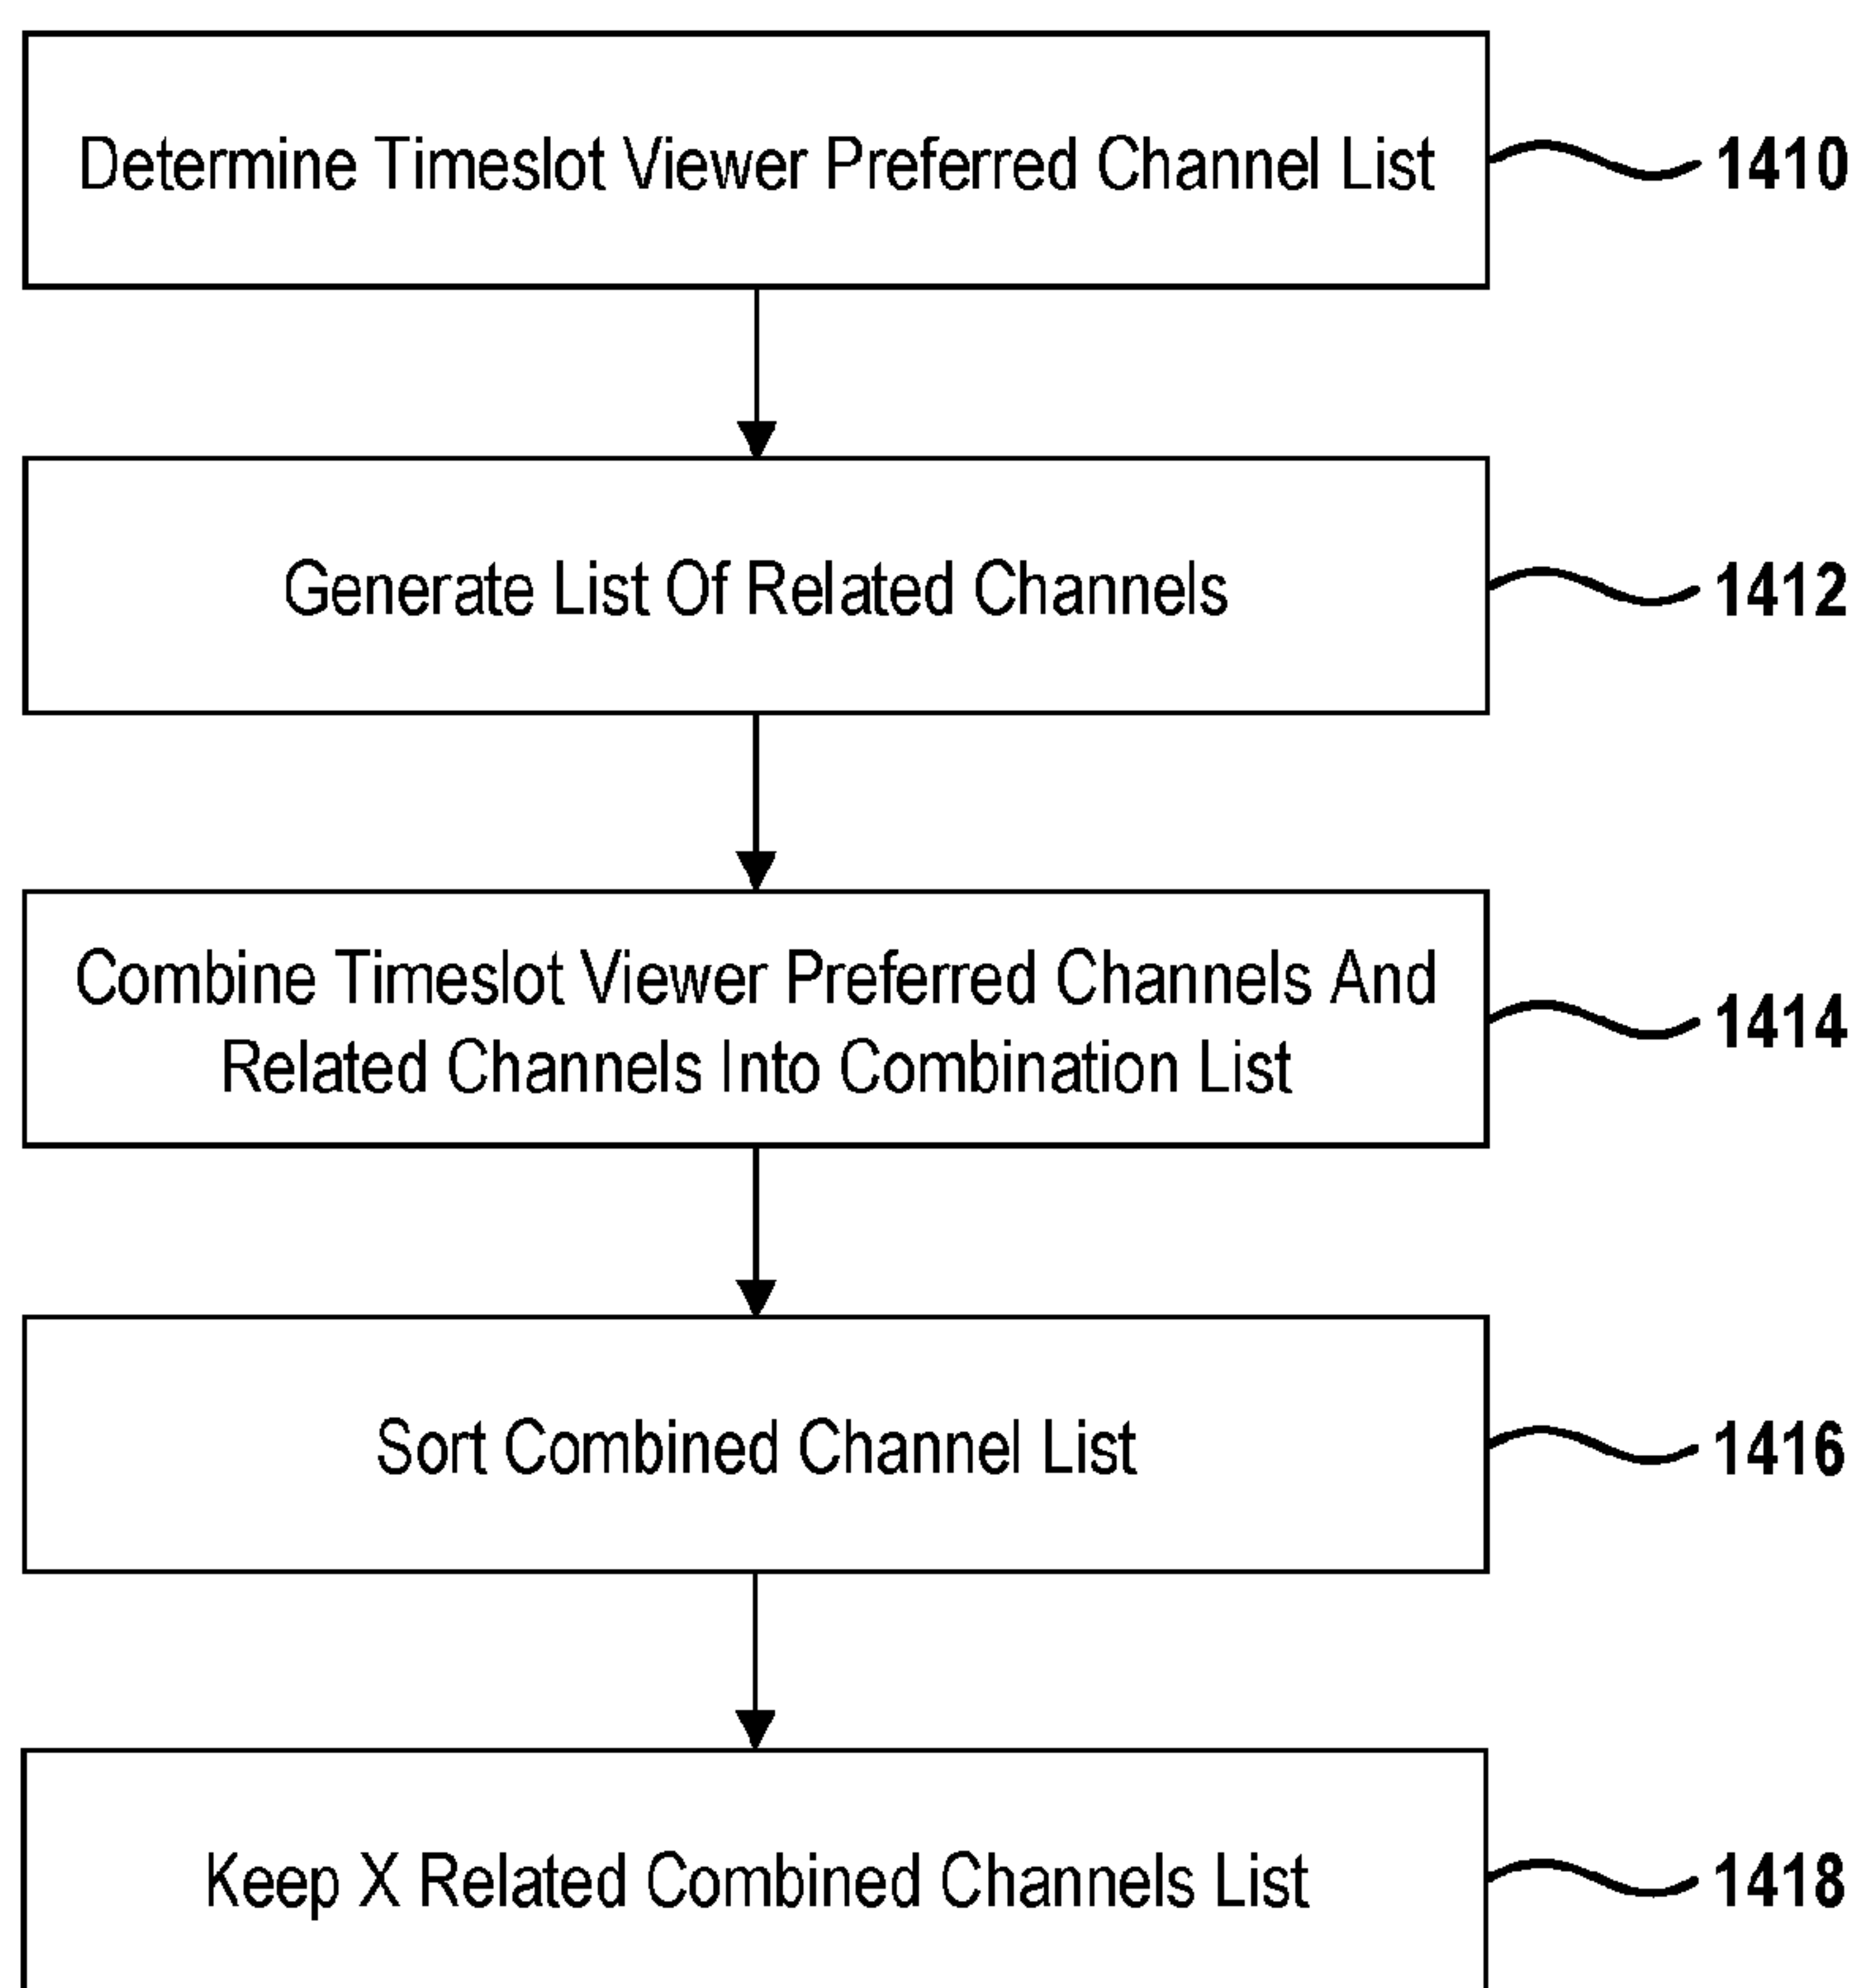 Determine Timeslot Viewer Preferred Channel List
1410
Generate List Of Related Channels
1412
Combine Timeslot Viewer Preferred Channels And
Related Channels Into Combination List
1414
Sort Combined Channel List
1416
Keep X Related Combined Channels List
1418